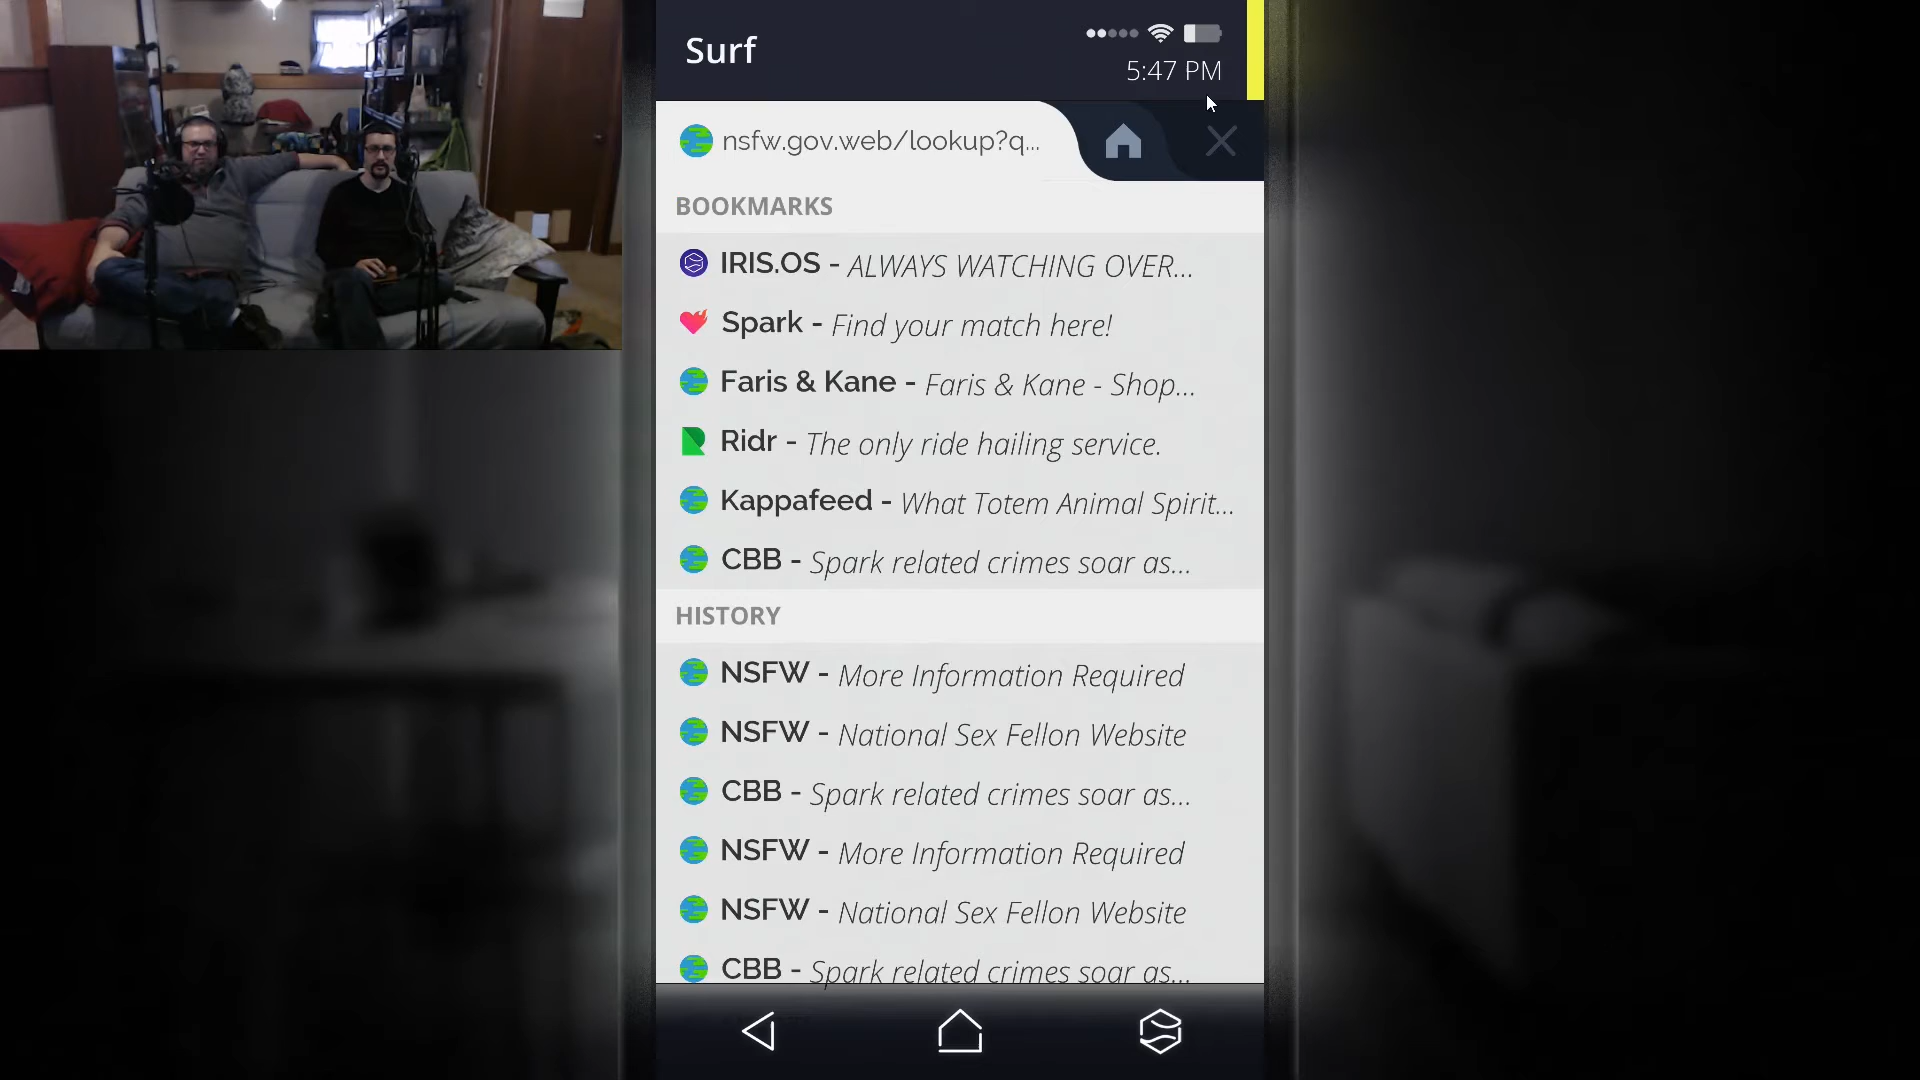 Surf
5:47 PM
nsfw.gov.web/lookup?q...
BOOKMARKS
IRIS.OS - ALWAYS WATCHING OVER...
Spark - Find your match here!
Faris & Kane - Faris & Kane - Shop...
Ridr - The only ride hailing service.
Kappafeed - What Totem Animal Spirit...
CBB - Spark related crimes soar as...
HISTORY
NSFW - More Information Required
NSFW - National Sex Fellon Website
CBB - Spark related crimes soar as...
NSFW - More Information Required
NSFW - National Sex Fellon Website
CBB - Spark related crimes soar as...